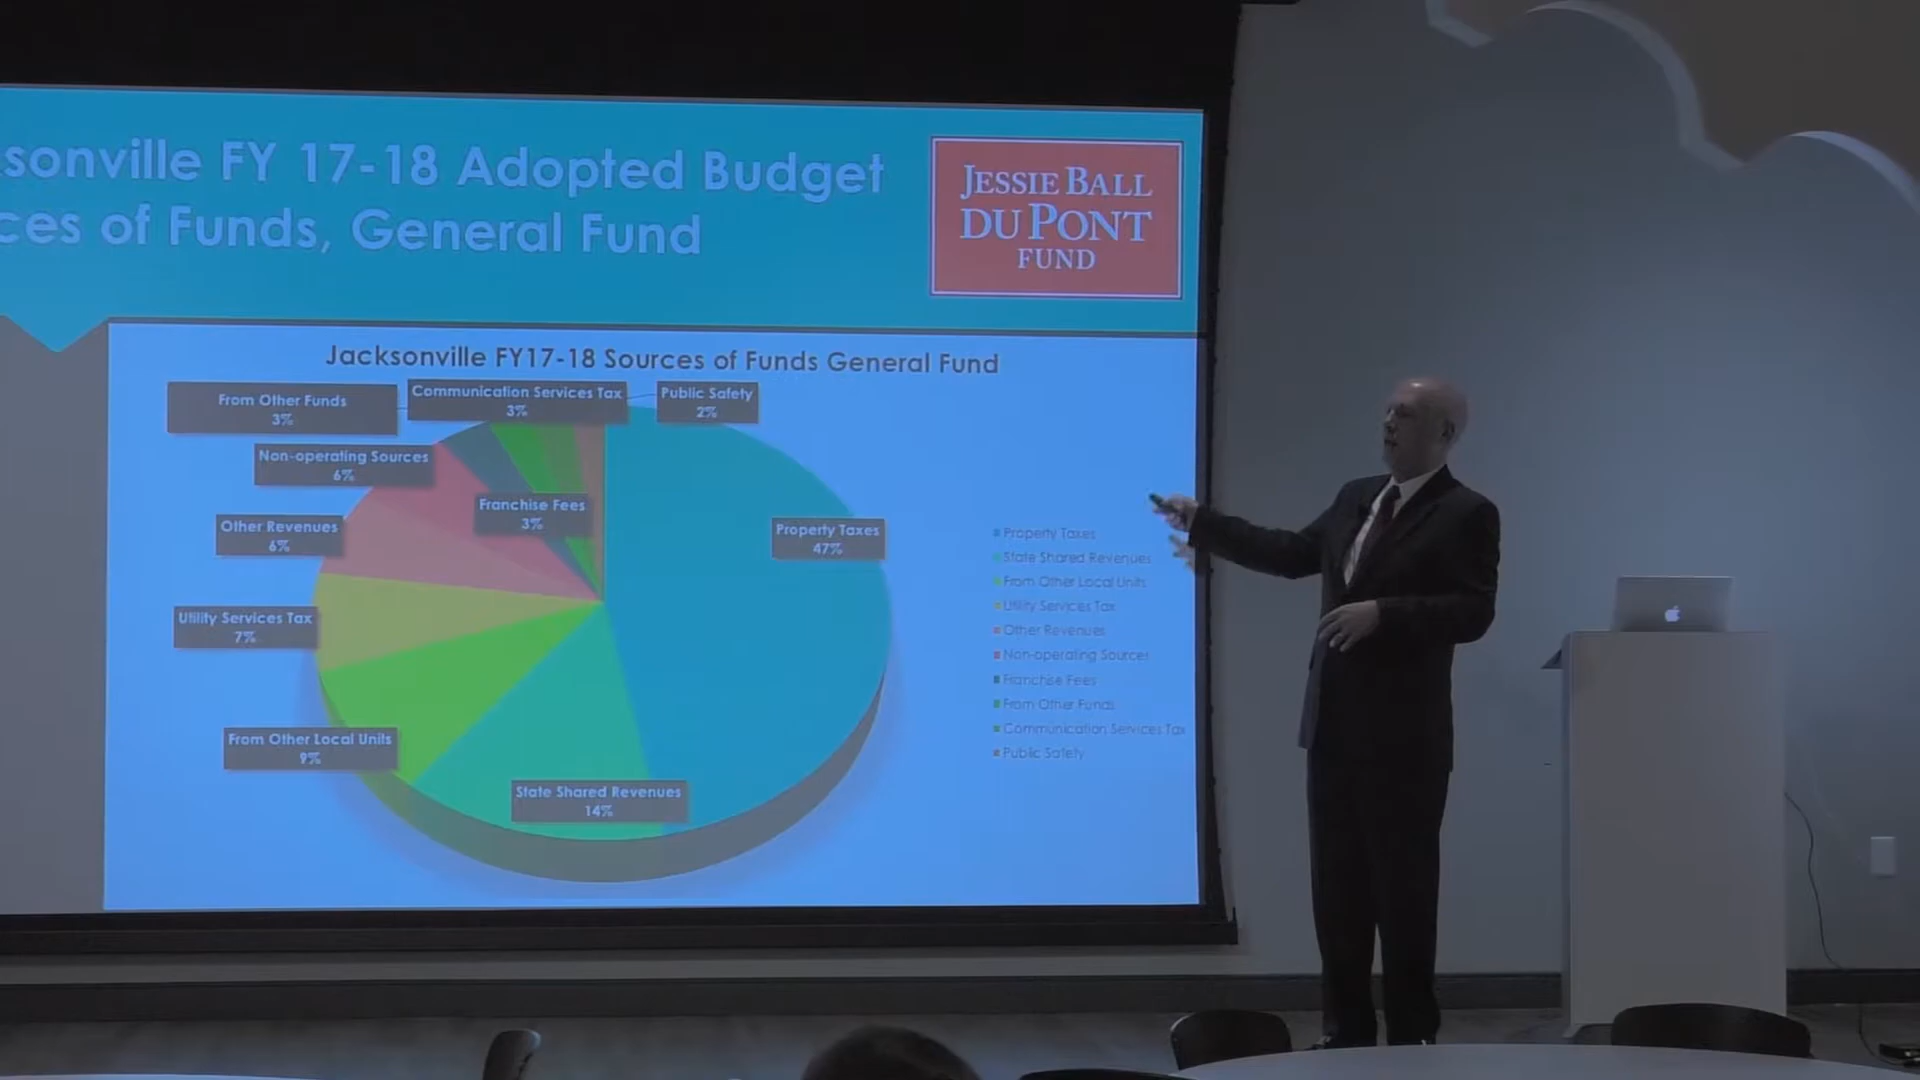 sonville FY 17-18 Adopted Budget
ces of Funds, General Fund
JESSIE BALL
DU PONT
FUND
Jacksonville FY17-18 Sources of Funds General Fund
From Other Funds
3%
Communication Services Tax
3%
Public Safety
2%
Non-operating Sources
6%
Franchise Fees
3%
Other Revenues
6%
Property Taxes
47%
Utility Services Tax
7%
From Other Local Units
9%
State Shared Revenues
14%
Property Taxes
State Shared Revenues
From Other Local Units
Utility Services Tax
Other Revenues
Non-operating Sources
Franchise Fees
From Other Funds
Communication Services Tax
Public Safety